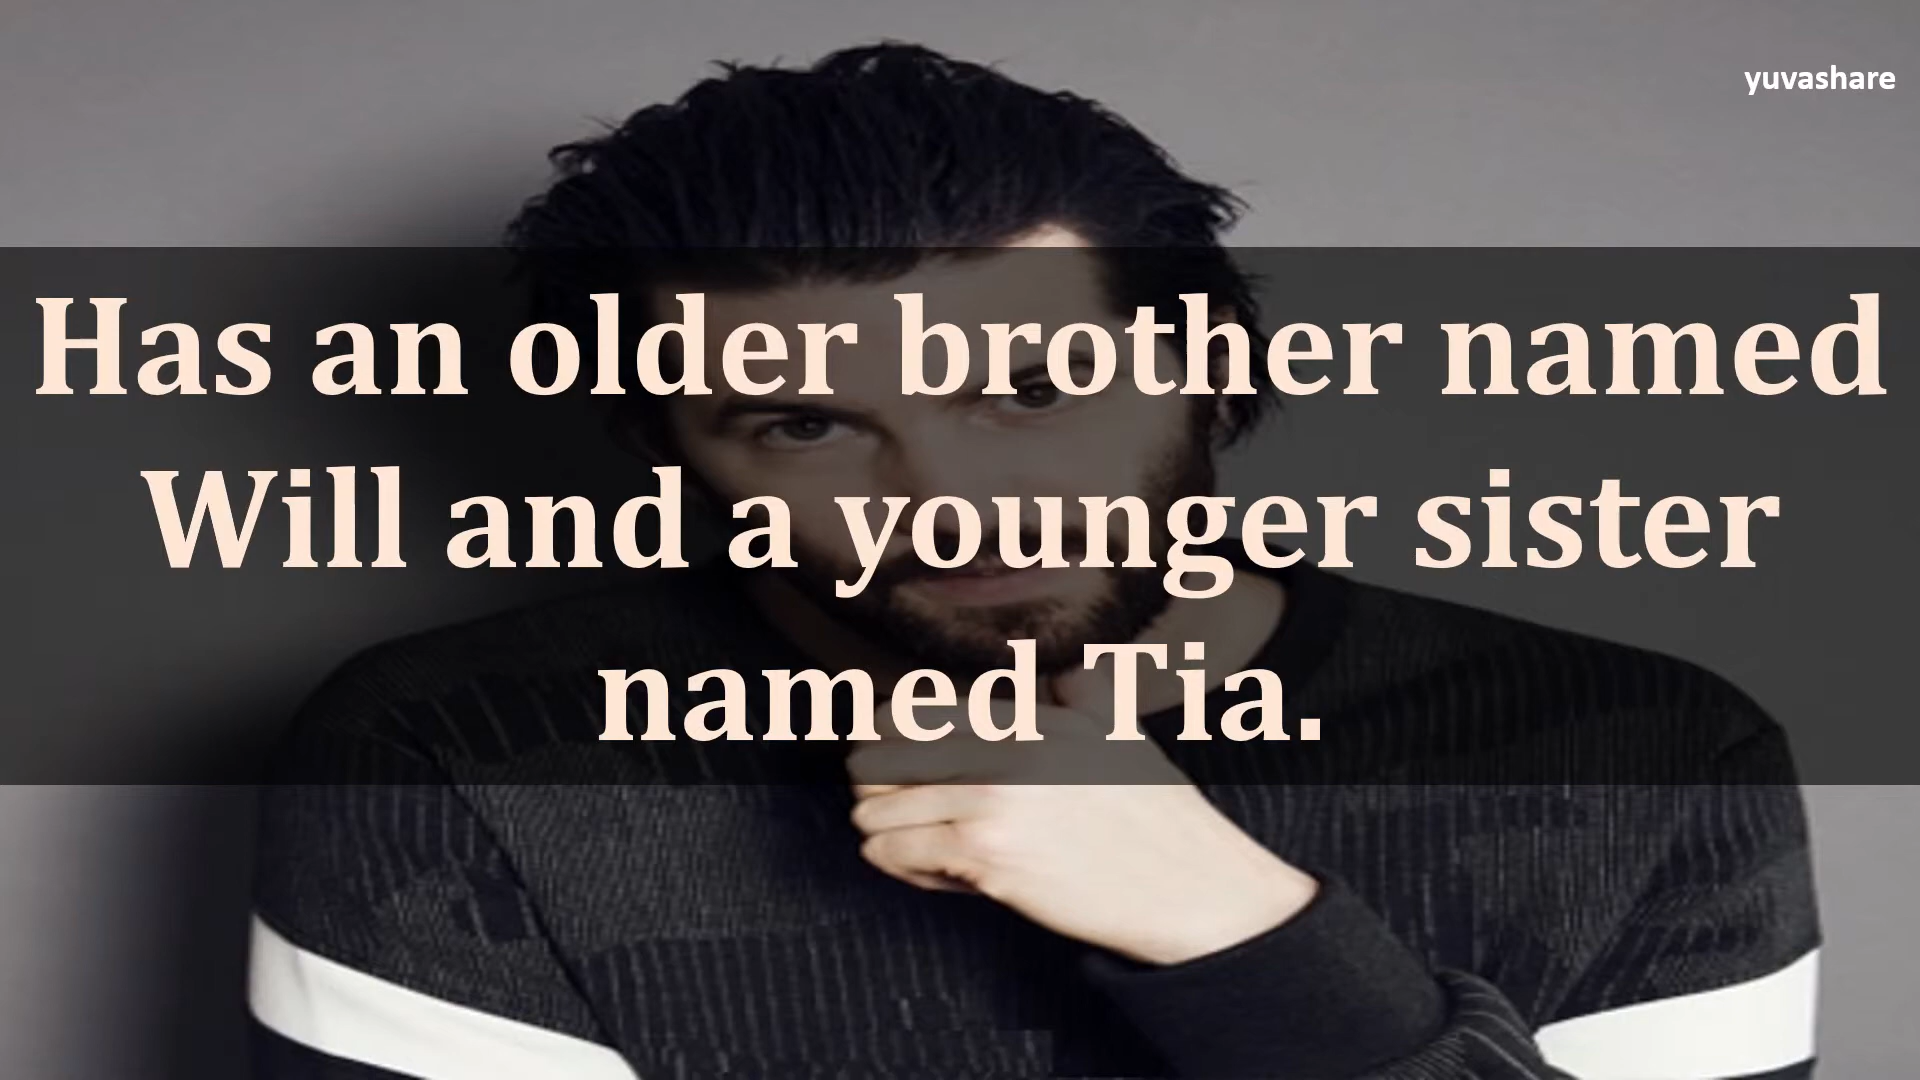 yuvashare
Has an older brother named
Will and a younger sister
named Tia.